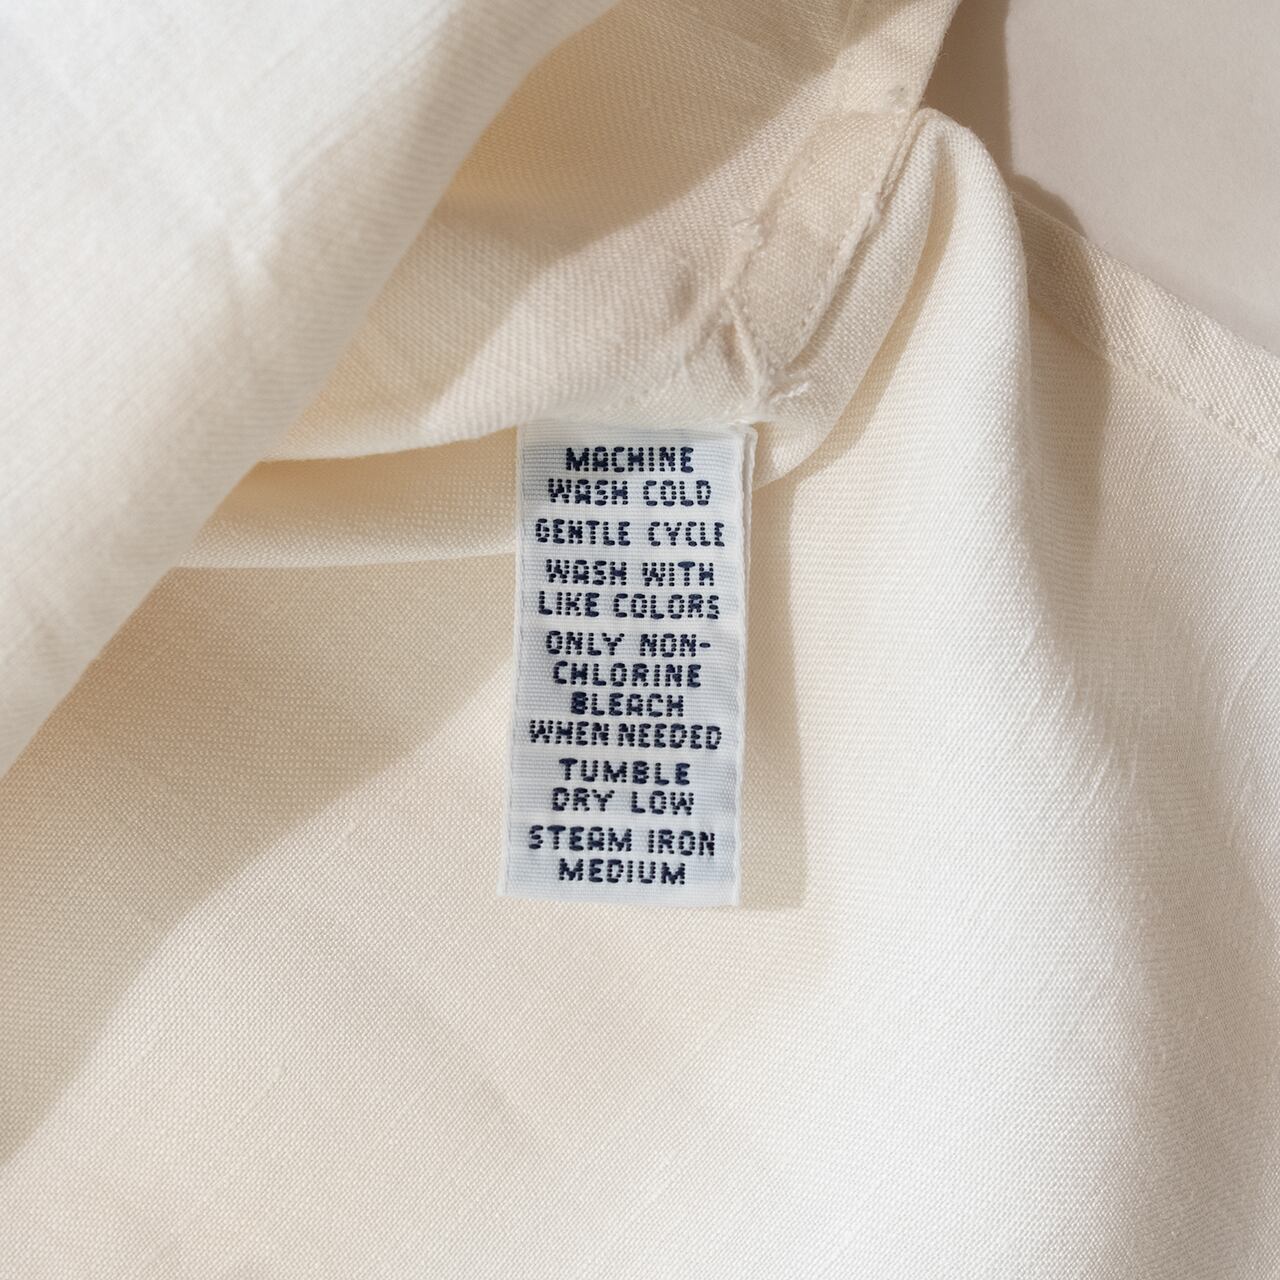 MACHINE
WASH COLD
GENTLE CYCLE
WASH WITH
LIKE COLORS
ONLY NON-
CHLORINE
BLEACH
WHEN NEEDED
TUMBLE
DRY LOW
STEAM IRON
MEDIUM